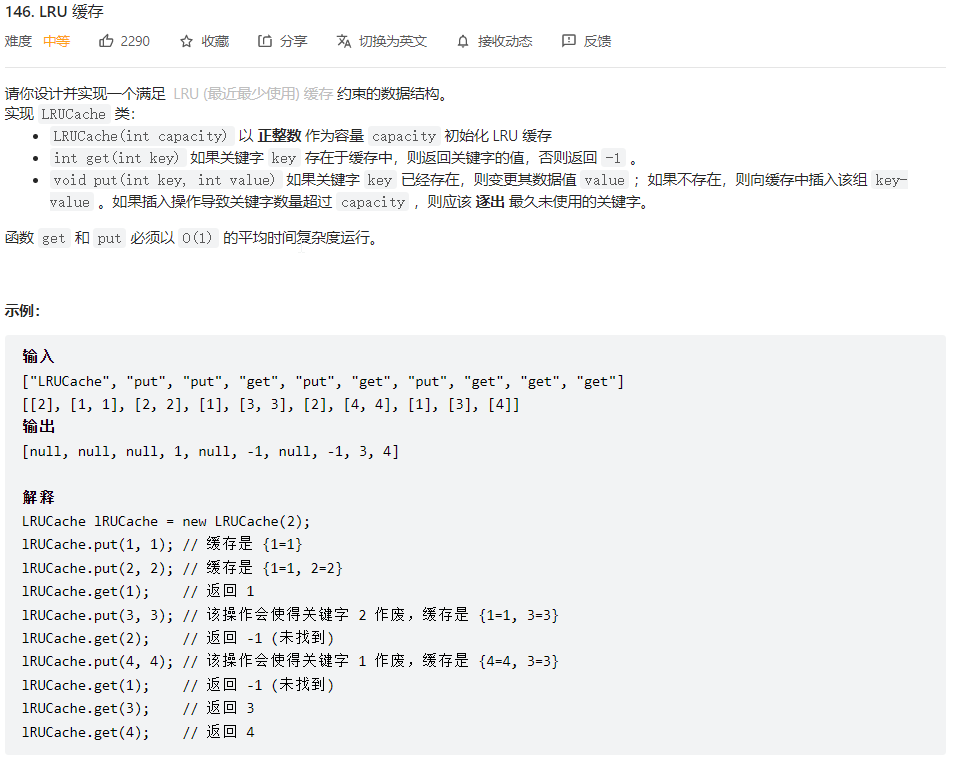 146. LRU 缓存
难度 中等 2290 收藏 分享 切换为英文 接收动态 反馈
请你设计并实现一个满足 LRU (最近最少使用) 缓存 约束的数据结构。
实现 LRUCache 类：
• LRUCache(int capacity) 以 正整数 作为容量 capacity 初始化 LRU 缓存
• int get(int key) 如果关键字 key 存在于缓存中，则返回关键字的值，否则返回 -1 。
• void put(int key, int value) 如果关键字 key 已经存在，则变更其数据值 value ；如果不存在，则向缓存中插入该组 key-
value 。如果插入操作导致关键字数量超过 capacity ，则应该 逐出 最久未使用的关键字。
函数 get 和 put 必须以 O(1) 的平均时间复杂度运行。
示例：
输入
["LRUCache", "put", "put", "get", "put", "get", "put", "get", "get", "get"]
[[2], [1, 1], [2, 2], [1], [3, 3], [2], [4, 4], [1], [3], [4]]
输出
[null, null, null, 1, null, -1, null, -1, 3, 4]
解释
LRUCache lRUCache = new LRUCache(2);
lRUCache.put(1, 1); // 缓存是 {1=1}
lRUCache.put(2, 2); // 缓存是 {1=1, 2=2}
lRUCache.get(1);    // 返回 1
lRUCache.put(3, 3); // 该操作会使得关键字 2 作废，缓存是 {1=1, 3=3}
lRUCache.get(2);    // 返回 -1 (未找到)
lRUCache.put(4, 4); // 该操作会使得关键字 1 作废，缓存是 {4=4, 3=3}
lRUCache.get(1);    // 返回 -1 (未找到)
lRUCache.get(3);    // 返回 3
lRUCache.get(4);    // 返回 4